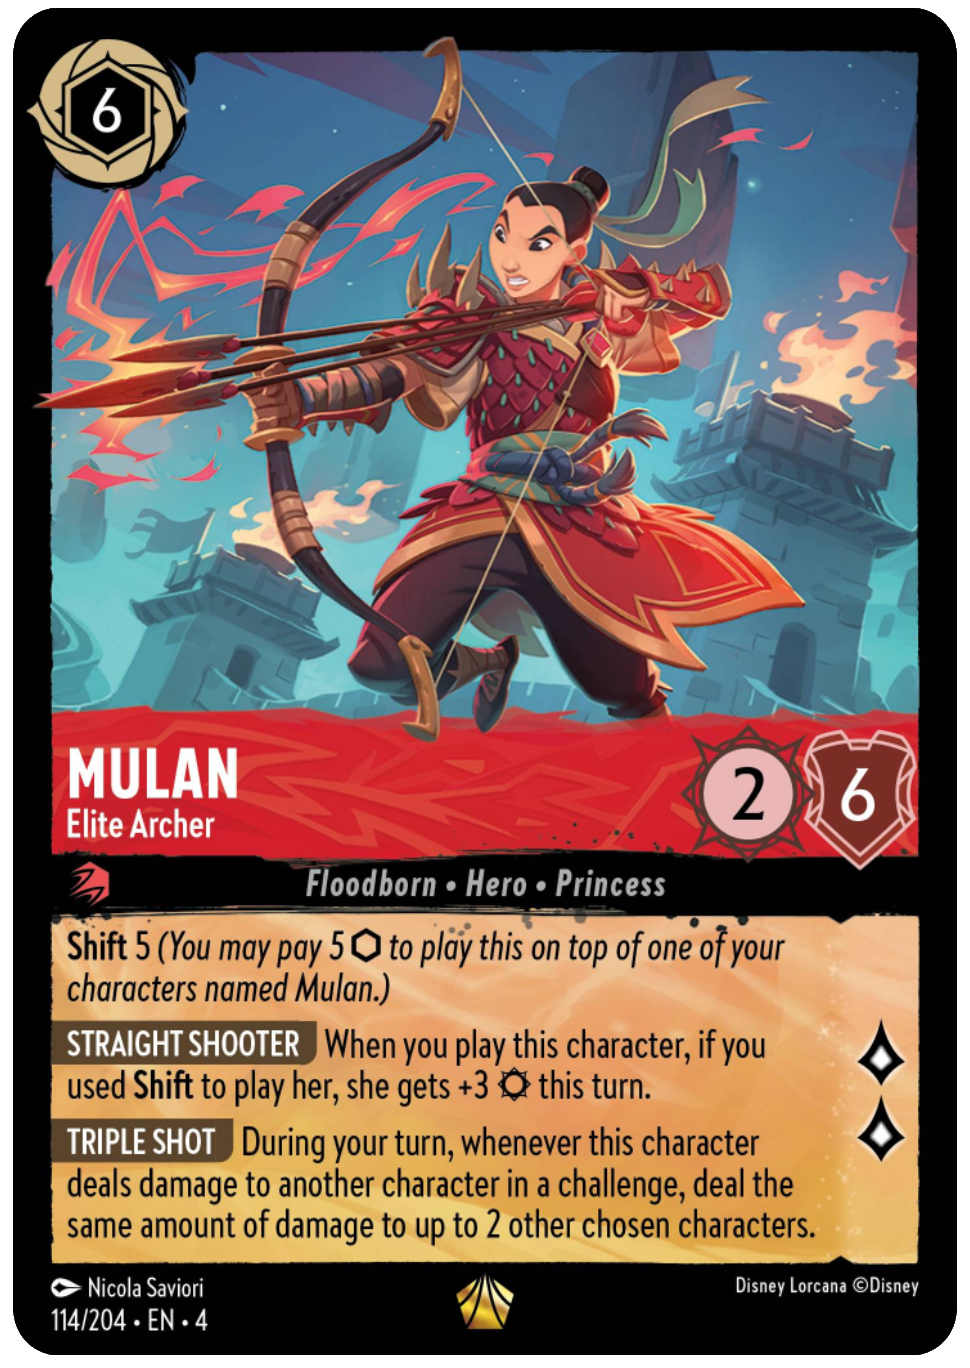 6
MULAN
Elite Archer
2
6
Floodborn • Hero • Princess
Shift 5 (You may pay 5 ⬡ to play this on top of one of your
characters named Mulan.)
STRAIGHT SHOOTER When you play this character, if you
used Shift to play her, she gets +3 ¤ this turn.
TRIPLE SHOT During your turn, whenever this character
deals damage to another character in a challenge, deal the
same amount of damage to up to 2 other chosen characters.
Nicola Saviori
Disney Lorcana ©Disney
114/204 • EN • 4